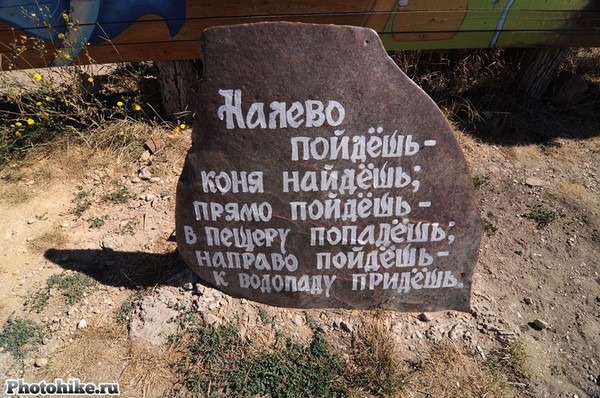 Налево
пойдёшь-
коня найдёшь;
прямо пойдёшь-
в пещеру попадёшь;
направо пойдёшь-
к водопаду придёшь.
Photohike.ru